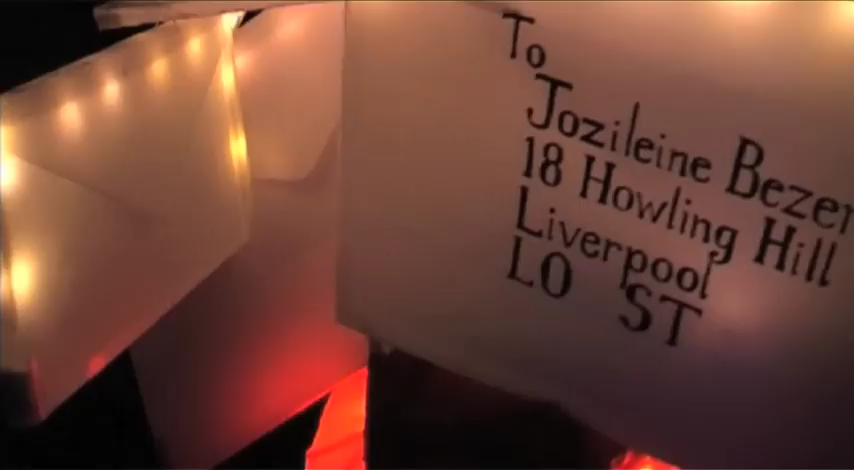 To
Jozileine Bezer
18 Howling Hill
Liverpool
LO ST